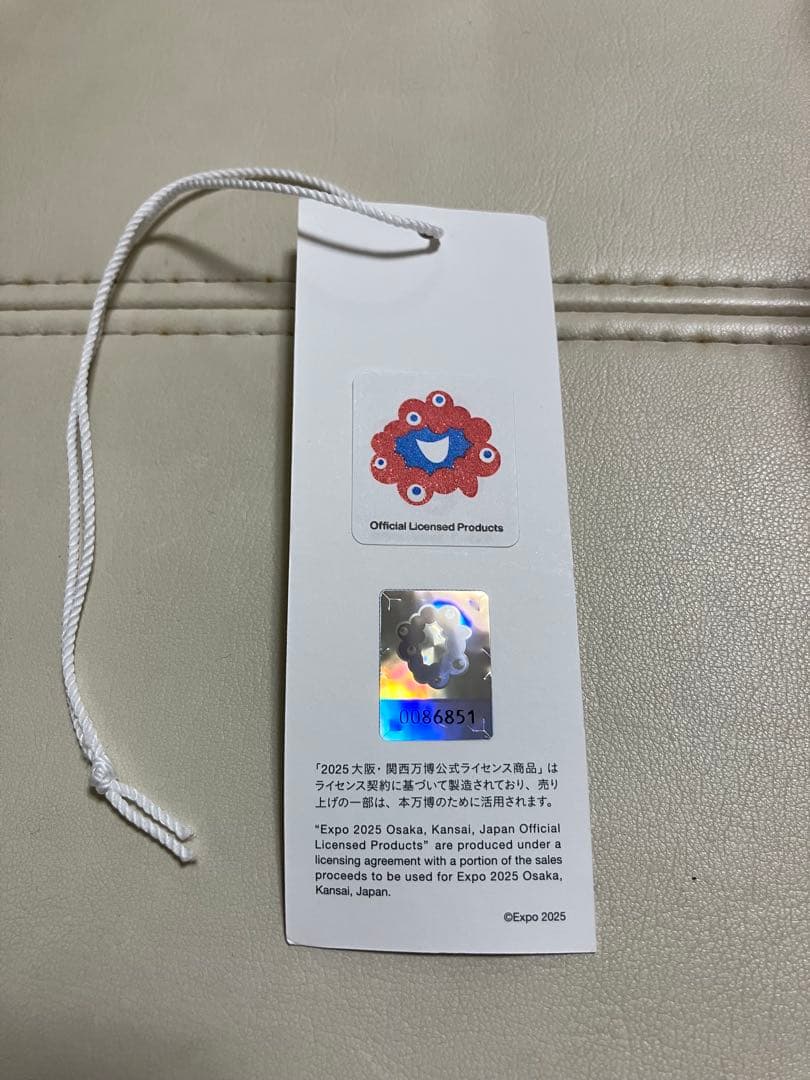 Official Licensed Products
0086851
「2025大阪・関西万博公式ライセンス商品」は
ライセンス契約に基づいて製造されており、売り
上げの一部は、本万博のために活用されます。
“Expo 2025 Osaka, Kansai, Japan Official
Licensed Products” are produced under a
licensing agreement with a portion of the sales
proceeds to be used for Expo 2025 Osaka,
Kansai, Japan.
©Expo 2025